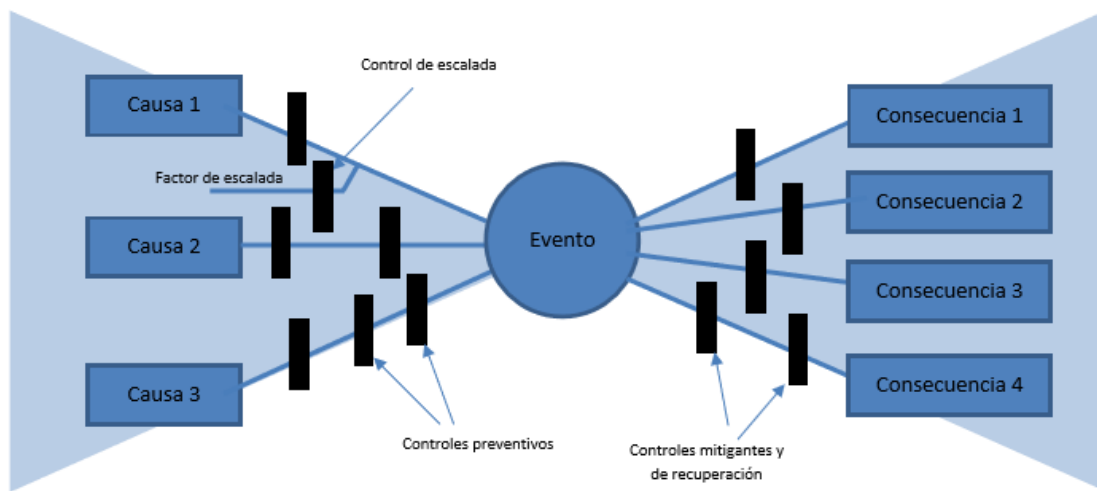 Control de escalada
Causa 1
Consecuencia 1
Factor de escalada
Consecuencia 2
Causa 2
Evento
Consecuencia 3
Causa 3
Consecuencia 4
Controles preventivos
Controles mitigantes y
de recuperación